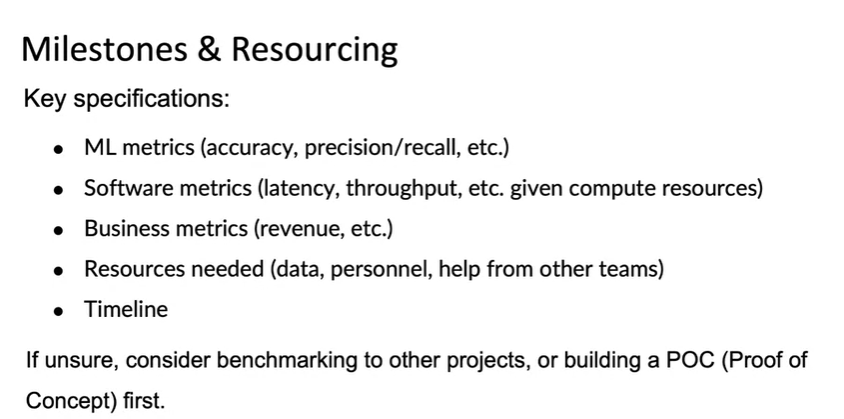 Milestones & Resourcing
Key specifications:
● ML metrics (accuracy, precision/recall, etc.)
● Software metrics (latency, throughput, etc. given compute resources)
● Business metrics (revenue, etc.)
● Resources needed (data, personnel, help from other teams)
● Timeline
If unsure, consider benchmarking to other projects, or building a POC (Proof of
Concept) first.